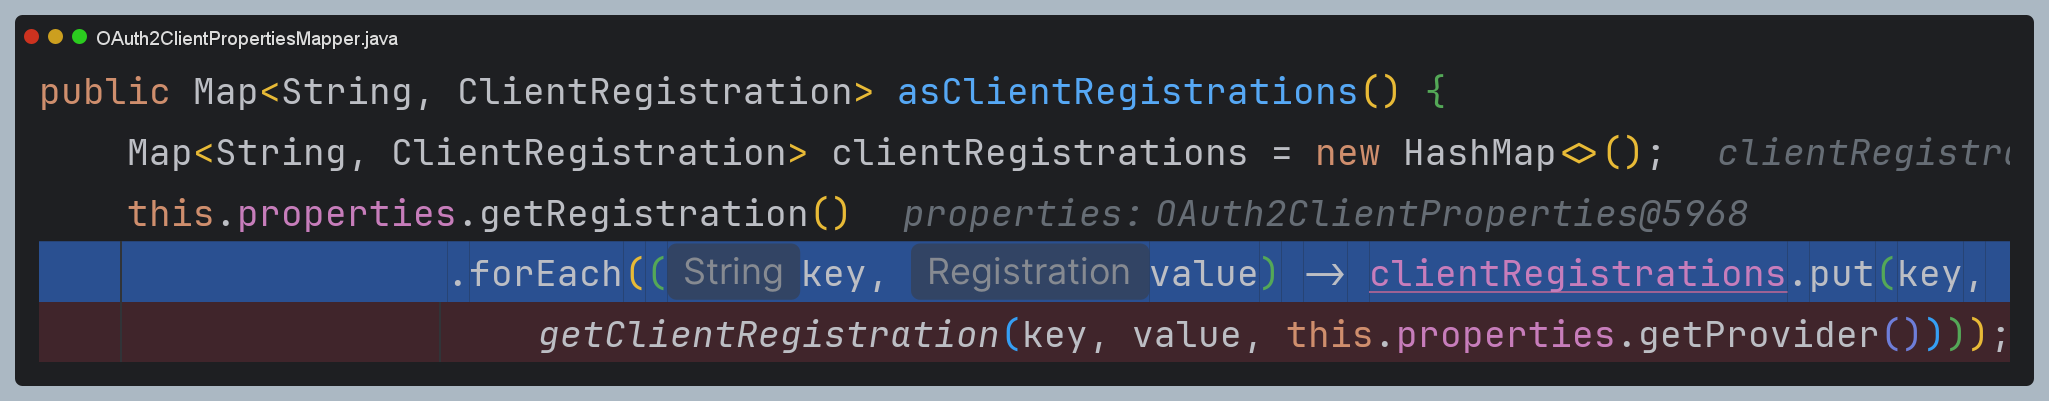 OAuth2ClientPropertiesMapper.java
public Map<String, ClientRegistration> asClientRegistrations() {
Map<String, ClientRegistration> clientRegistrations = new HashMap<>();
this.properties.getRegistration() properties: OAuth2ClientProperties@5968
.forEach(( String key, Registration value) -> clientRegistrations.put(key,
getClientRegistration(key, value, this.properties.getProvider())));